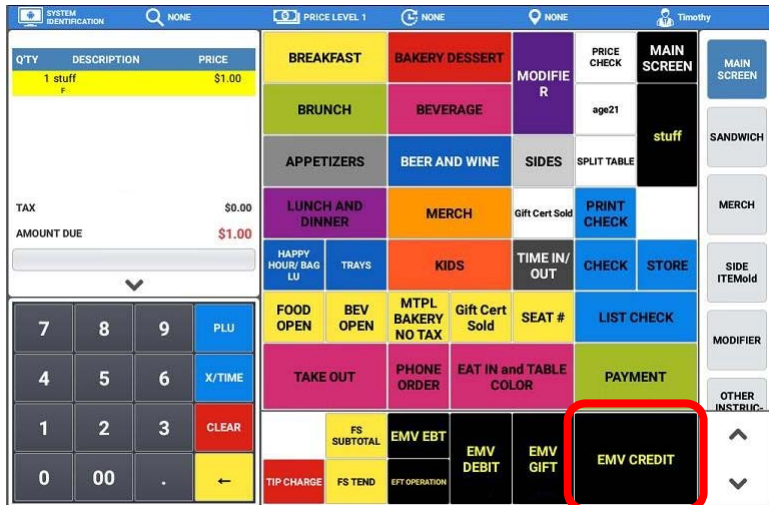 SYSTEM
IDENTIFICATION
NONE
PRICE LEVEL 1
NONE
NONE
Timothy
Q'TY DESCRIPTION PRICE
1 stuff $1.00
F
TAX $0.00
AMOUNT DUE $1.00
7 8 9 PLU
4 5 6 X/TIME
1 2 3 CLEAR
0 00 . ←
BREAKFAST
BAKERY DESSERT
MODIFIE
R
PRICE
CHECK
MAIN
SCREEN
BRUNCH
BEVERAGE
age21
stuff
APPETIZERS
BEER AND WINE
SIDES
SPLIT TABLE
LUNCH AND
DINNER
MERCH
Gift Cert Sold
PRINT
CHECK
HAPPY
HOUR/ BAG
LU
TRAYS
KIDS
TIME IN/
OUT
CHECK
STORE
FOOD
OPEN
BEV
OPEN
MTPL
BAKERY
NO TAX
Gift Cert
Sold
SEAT #
LIST CHECK
TAKE OUT
PHONE
ORDER
EAT IN and TABLE
COLOR
PAYMENT
FS
SUBTOTAL
EMV EBT
EMV
DEBIT
EMV
GIFT
EMV CREDIT
TIP CHARGE
FS TEND
EFT OPERATION
MAIN
SCREEN
SANDWICH
MERCH
SIDE
ITEMold
MODIFIER
OTHER
INSTRUC-